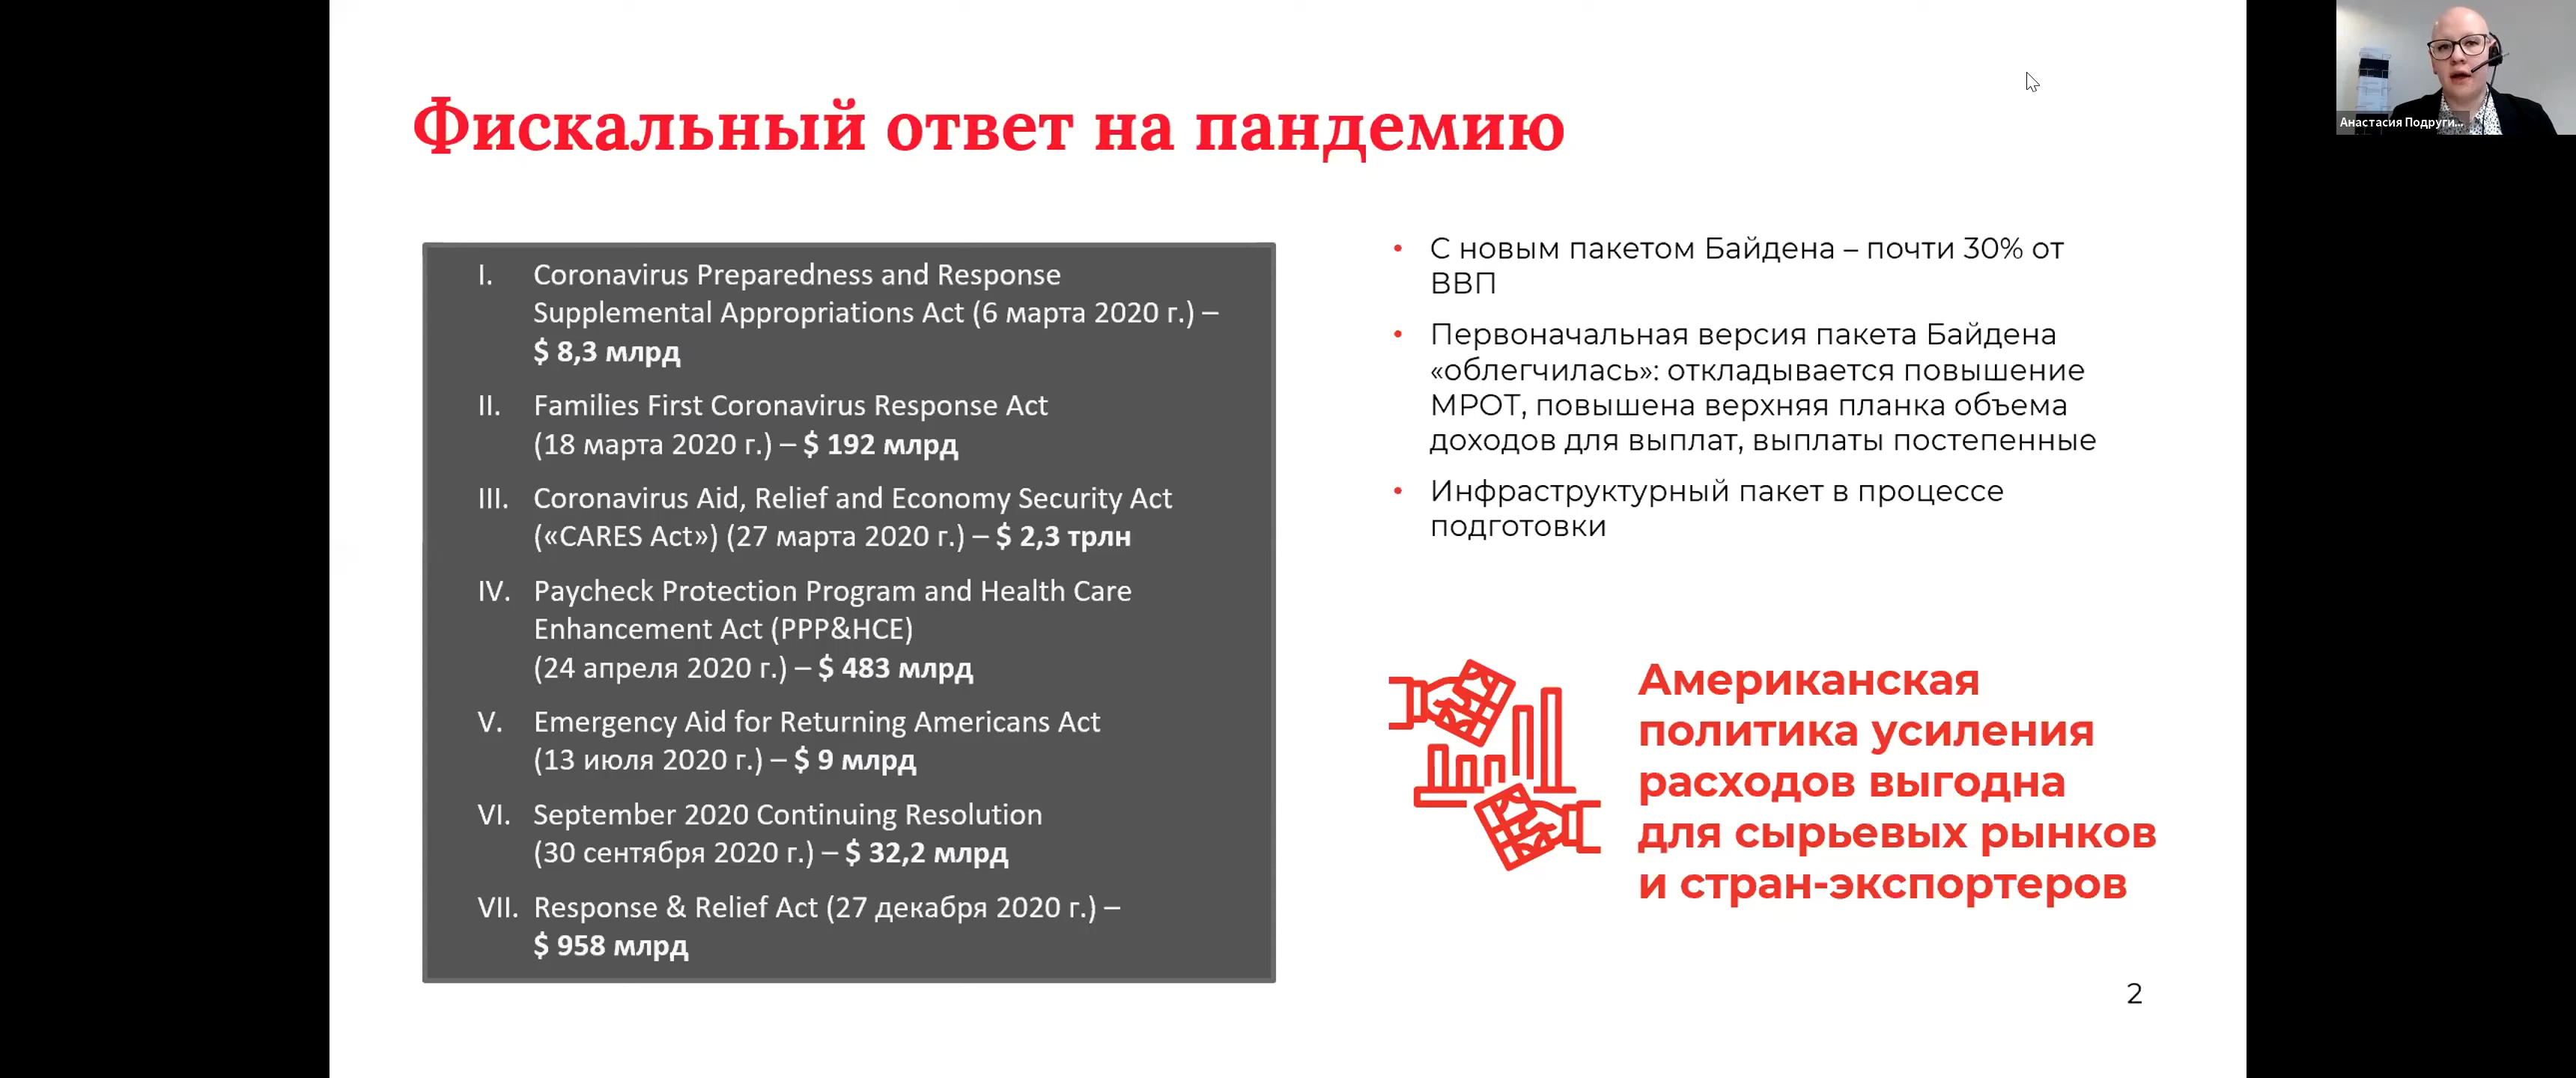 Фискальный ответ на пандемию
I. Coronavirus Preparedness and Response
Supplemental Appropriations Act (6 марта 2020 г.) –
$ 8,3 млрд
II. Families First Coronavirus Response Act
(18 марта 2020 г.) – $ 192 млрд
III. Coronavirus Aid, Relief and Economy Security Act
(«CARES Act») (27 марта 2020 г.) – $ 2,3 трлн
IV. Paycheck Protection Program and Health Care
Enhancement Act (PPP&HCE)
(24 апреля 2020 г.) – $ 483 млрд
V. Emergency Aid for Returning Americans Act
(13 июля 2020 г.) – $ 9 млрд
VI. September 2020 Continuing Resolution
(30 сентября 2020 г.) – $ 32,2 млрд
VII. Response & Relief Act (27 декабря 2020 г.) –
$ 958 млрд
• С новым пакетом Байдена – почти 30% от
ВВП
• Первоначальная версия пакета Байдена
«облегчилась»: откладывается повышение
МРОТ, повышена верхняя планка объема
доходов для выплат, выплаты постепенные
• Инфраструктурный пакет в процессе
подготовки
Американская
политика усиления
расходов выгодна
для сырьевых рынков
и стран-экспортеров
2
Анастасия Подруги...